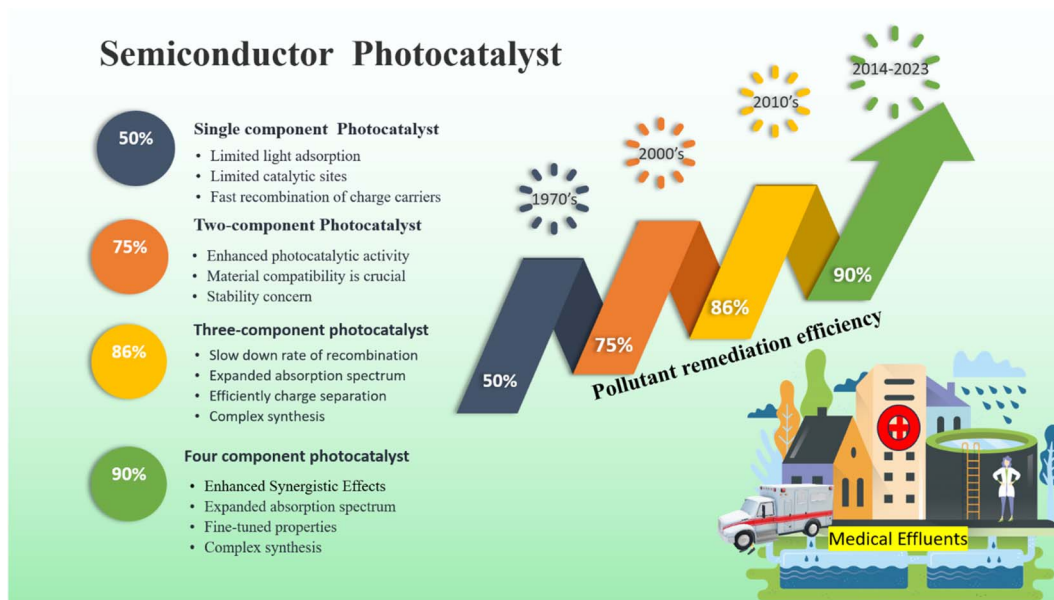 Semiconductor Photocatalyst
50%
Single component Photocatalyst
• Limited light adsorption
• Limited catalytic sites
• Fast recombination of charge carriers
75%
Two-component Photocatalyst
• Enhanced photocatalytic activity
• Material compatibility is crucial
• Stability concern
86%
Three-component photocatalyst
• Slow down rate of recombination
• Expanded absorption spectrum
• Efficiently charge separation
• Complex synthesis
90%
Four component photocatalyst
• Enhanced Synergistic Effects
• Expanded absorption spectrum
• Fine-tuned properties
• Complex synthesis
1970's
2000's
2010's
2014-2023
50%
75%
86%
90%
Pollutant remediation efficiency
Medical Effluents